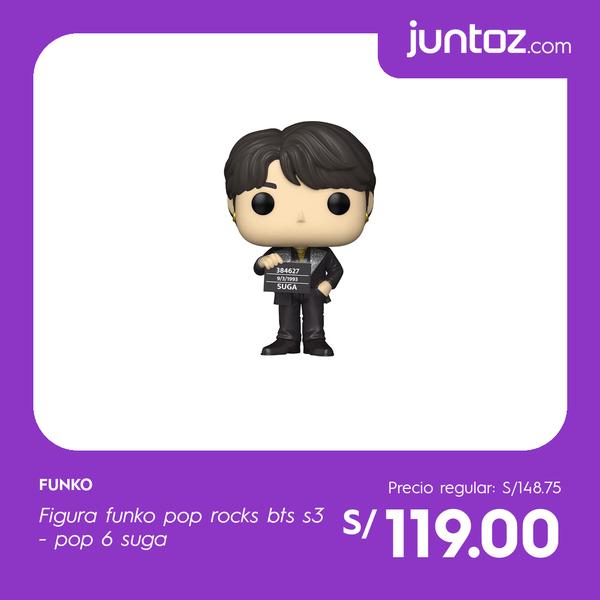 juntoz.com
384627
9/3/1993
SUGA
FUNKO
Figura funko pop rocks bts s3
- pop 6 suga
Precio regular: S/148.75
S/119.00